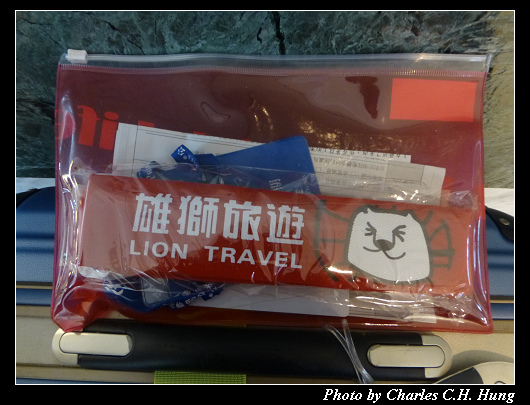 雄獅旅遊
LION TRAVEL
Photo by Charles C.H. Hung